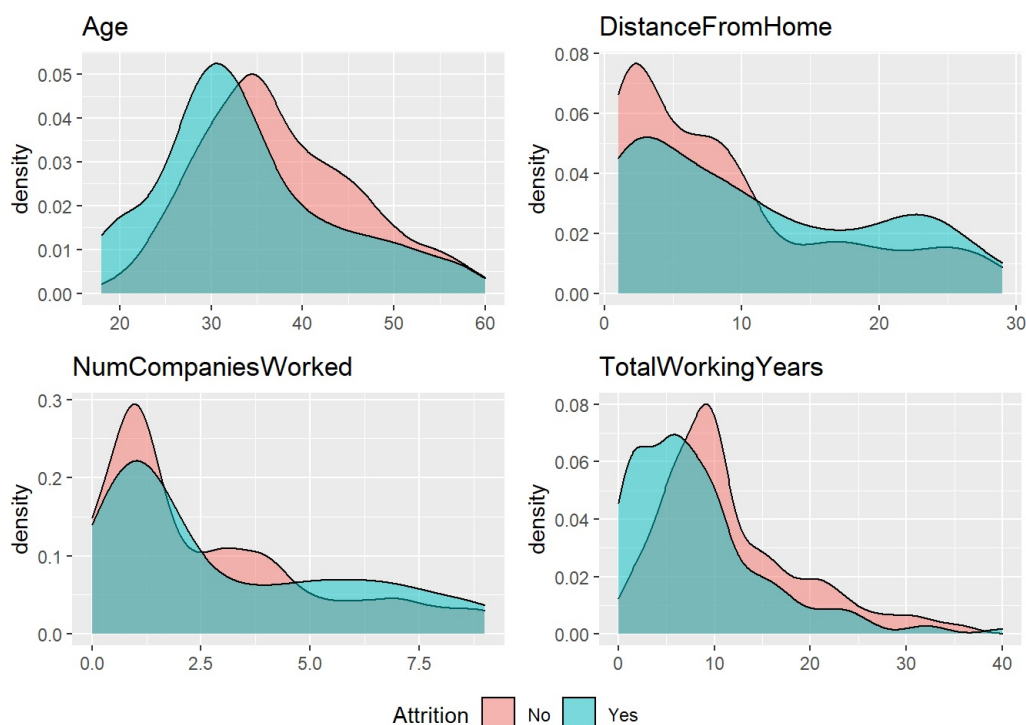 Age
density
0.05
0.04
0.03
0.02
0.01
0.00
20 30 40 50 60
DistanceFromHome
density
0.08
0.06
0.04
0.02
0.00
0 10 20 30
NumCompaniesWorked
density
0.3
0.2
0.1
0.0
0.0 2.5 5.0 7.5
TotalWorkingYears
density
0.08
0.06
0.04
0.02
0.00
0 10 20 30 40
Attrition No Yes